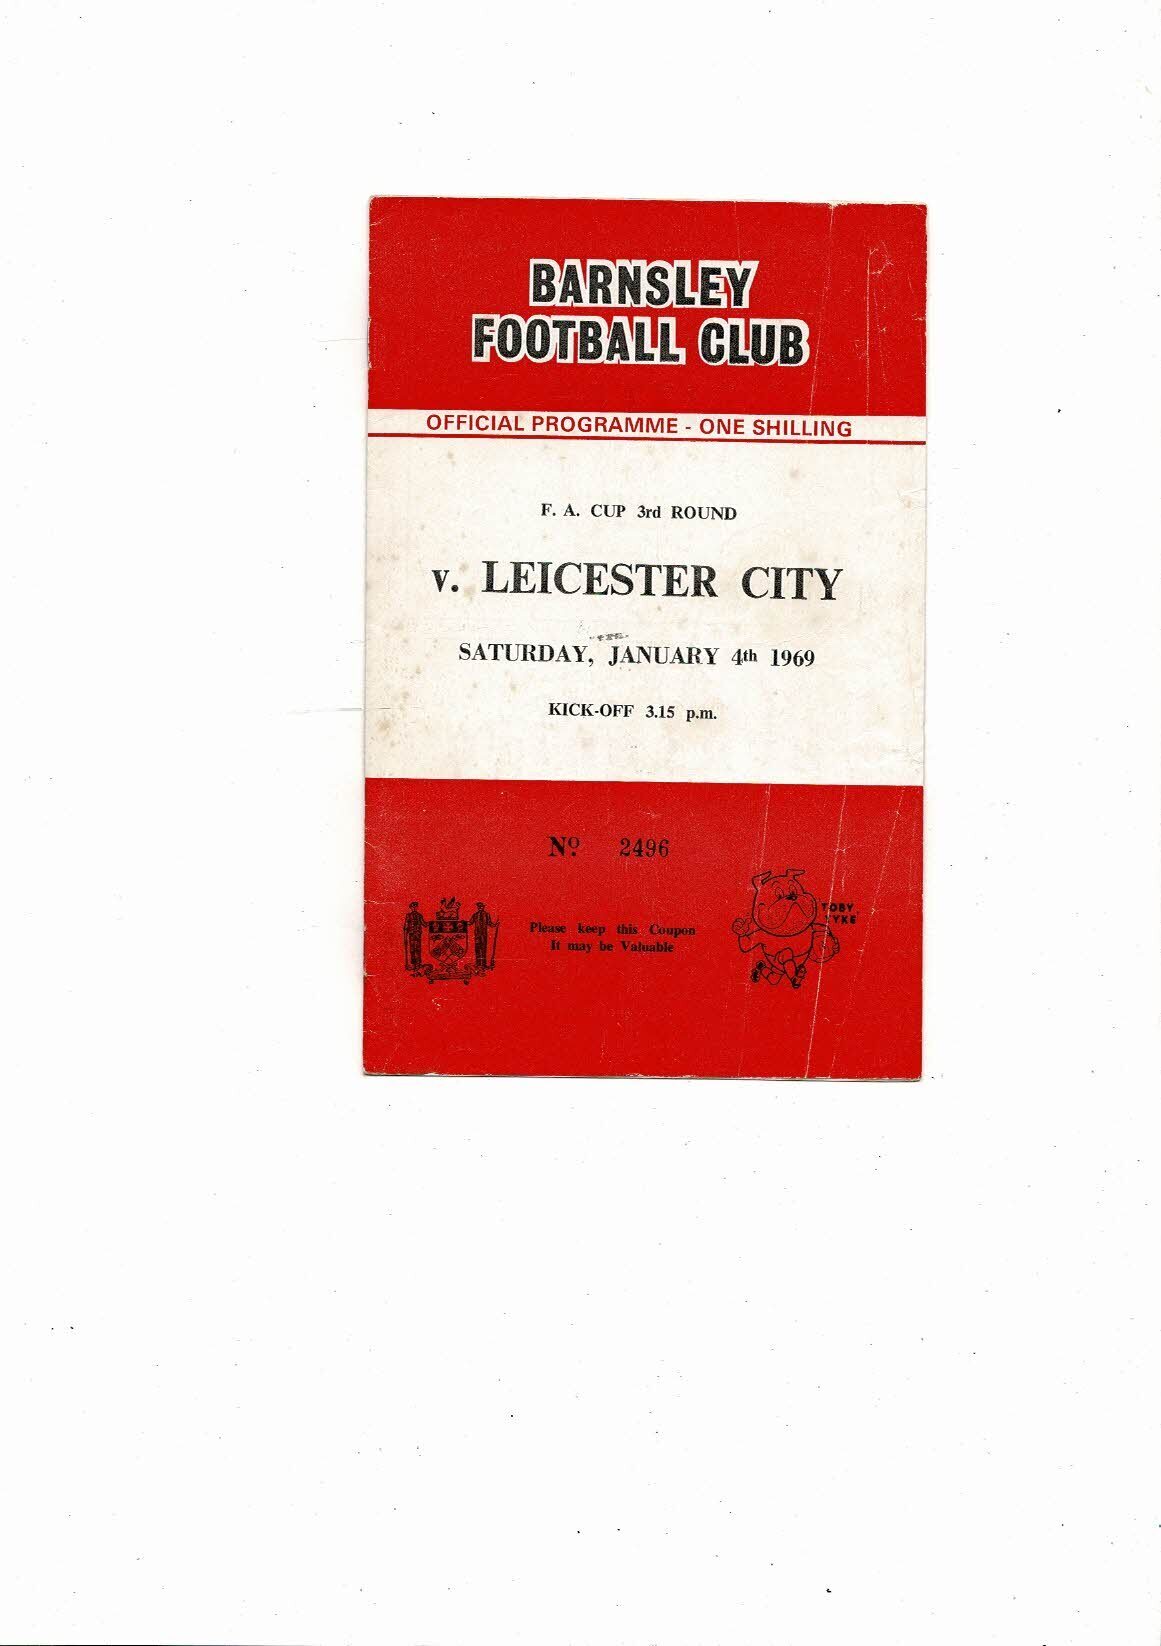 BARNSLEY
FOOTBALL CLUB
OFFICIAL PROGRAMME - ONE SHILLING
F. A. CUP 3rd ROUND
v. LEICESTER CITY
SATURDAY, JANUARY 4th 1969
KICK-OFF 3.15 p.m.
Nº. 2496
TOBY
TYKE
Please keep this Coupon
It may be Valuable